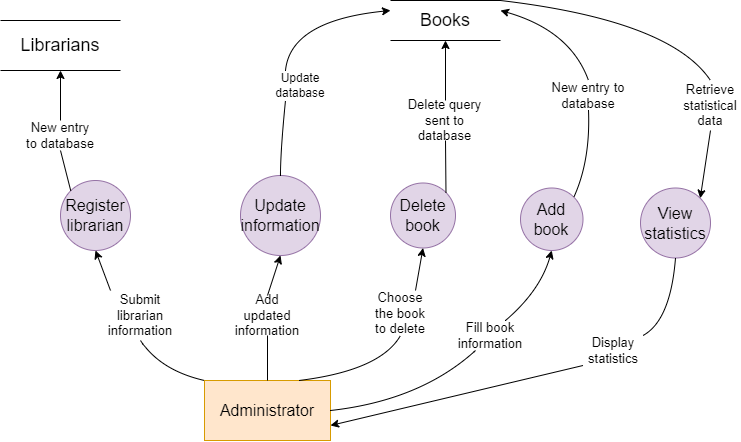 Librarians
Books
Update
database
New entry to
database
Retrieve
statistical
data
Delete query
sent to
database
New entry
to database
Register
librarian
Update
information
Delete
book
Add
book
View
statistics
Submit
librarian
information
Add
updated
information
Choose
the book
to delete
Fill book
information
Display
statistics
Administrator